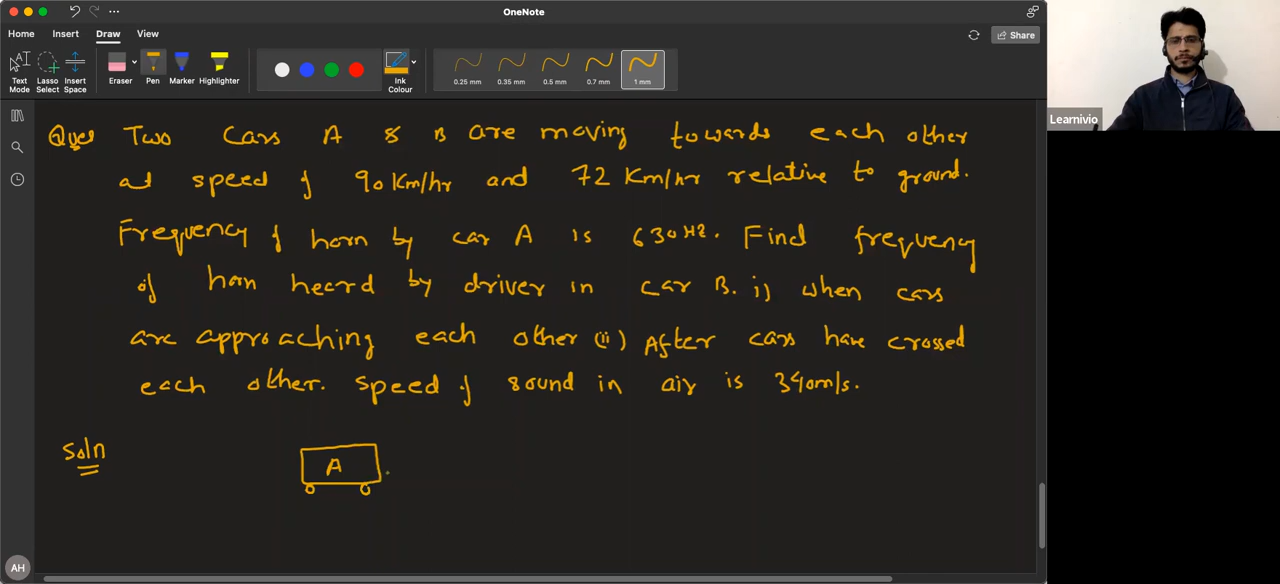 OneNote
Home Insert Draw View
Share
Text Mode
Lasso Select
Insert Space
Eraser
Pen
Marker
Highlighter
Ink Colour
0.25 mm
0.35 mm
0.5 mm
0.7 mm
1 mm
Learnivio
Ques Two Cars A & B are moving towards each other
at speed of 90 Km/hr and 72 Km/hr relative to ground.
Frequency of horn by car A is 630 Hz. Find frequency
of horn heard by driver in car B. i) when cars
are approaching each other (ii) After cars have crossed
each other. Speed of sound in air is 340m/s.
Soln
A
AH